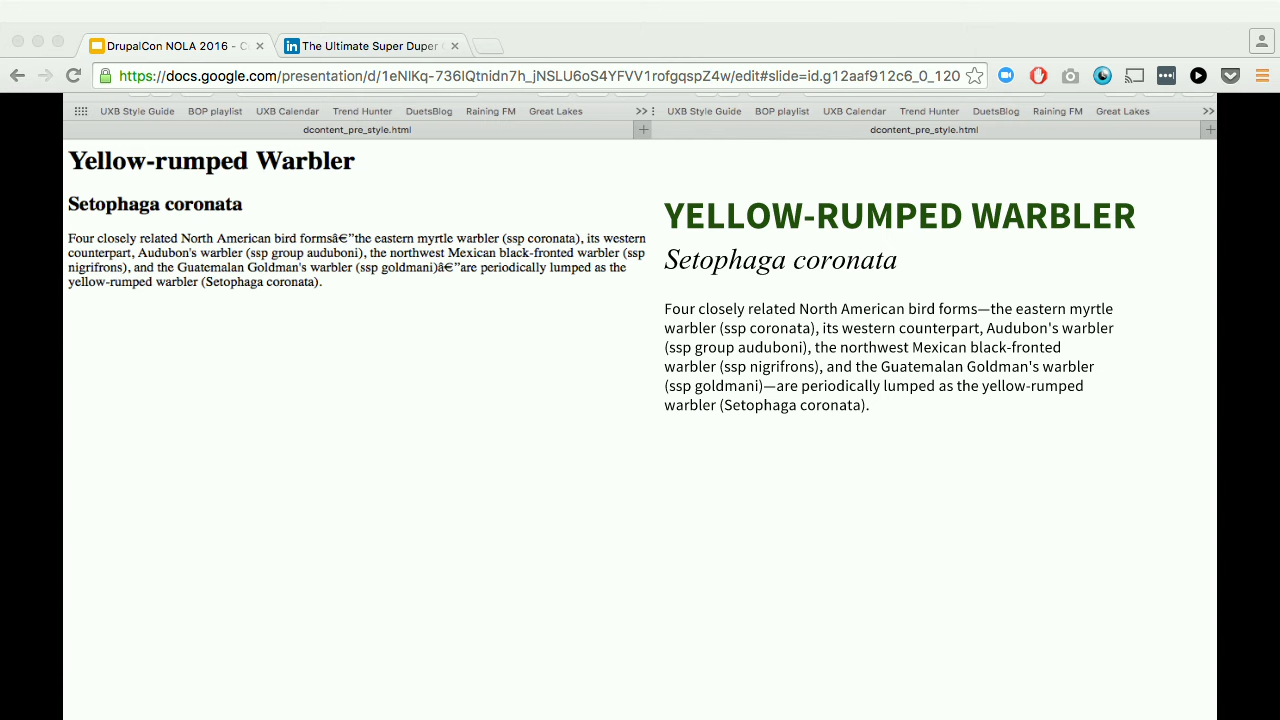 DrupalCon NOLA 2016 - C
The Ultimate Super Duper
https://docs.google.com/presentation/d/1eNlKq-736IQtnidn7h_jNSLU6oS4YFVV1rofgqspZ4w/edit#slide=id.g12aaf912c6_0_120
UXB Style Guide BOP playlist UXB Calendar Trend Hunter DuetsBlog Raining FM Great Lakes >>
dcontent_pre_style.html +
Yellow-rumped Warbler
Setophaga coronata
Four closely related North American bird formsâ€”the eastern myrtle warbler (ssp coronata), its western
counterpart, Audubon's warbler (ssp group auduboni), the northwest Mexican black-fronted warbler (ssp
nigrifrons), and the Guatemalan Goldman's warbler (ssp goldmani)â€”are periodically lumped as the
yellow-rumped warbler (Setophaga coronata).
UXB Style Guide BOP playlist UXB Calendar Trend Hunter DuetsBlog Raining FM Great Lakes >>
dcontent_pre_style.html +
YELLOW-RUMPED WARBLER
Setophaga coronata
Four closely related North American bird forms—the eastern myrtle
warbler (ssp coronata), its western counterpart, Audubon's warbler
(ssp group auduboni), the northwest Mexican black-fronted
warbler (ssp nigrifrons), and the Guatemalan Goldman's warbler
(ssp goldmani)—are periodically lumped as the yellow-rumped
warbler (Setophaga coronata).